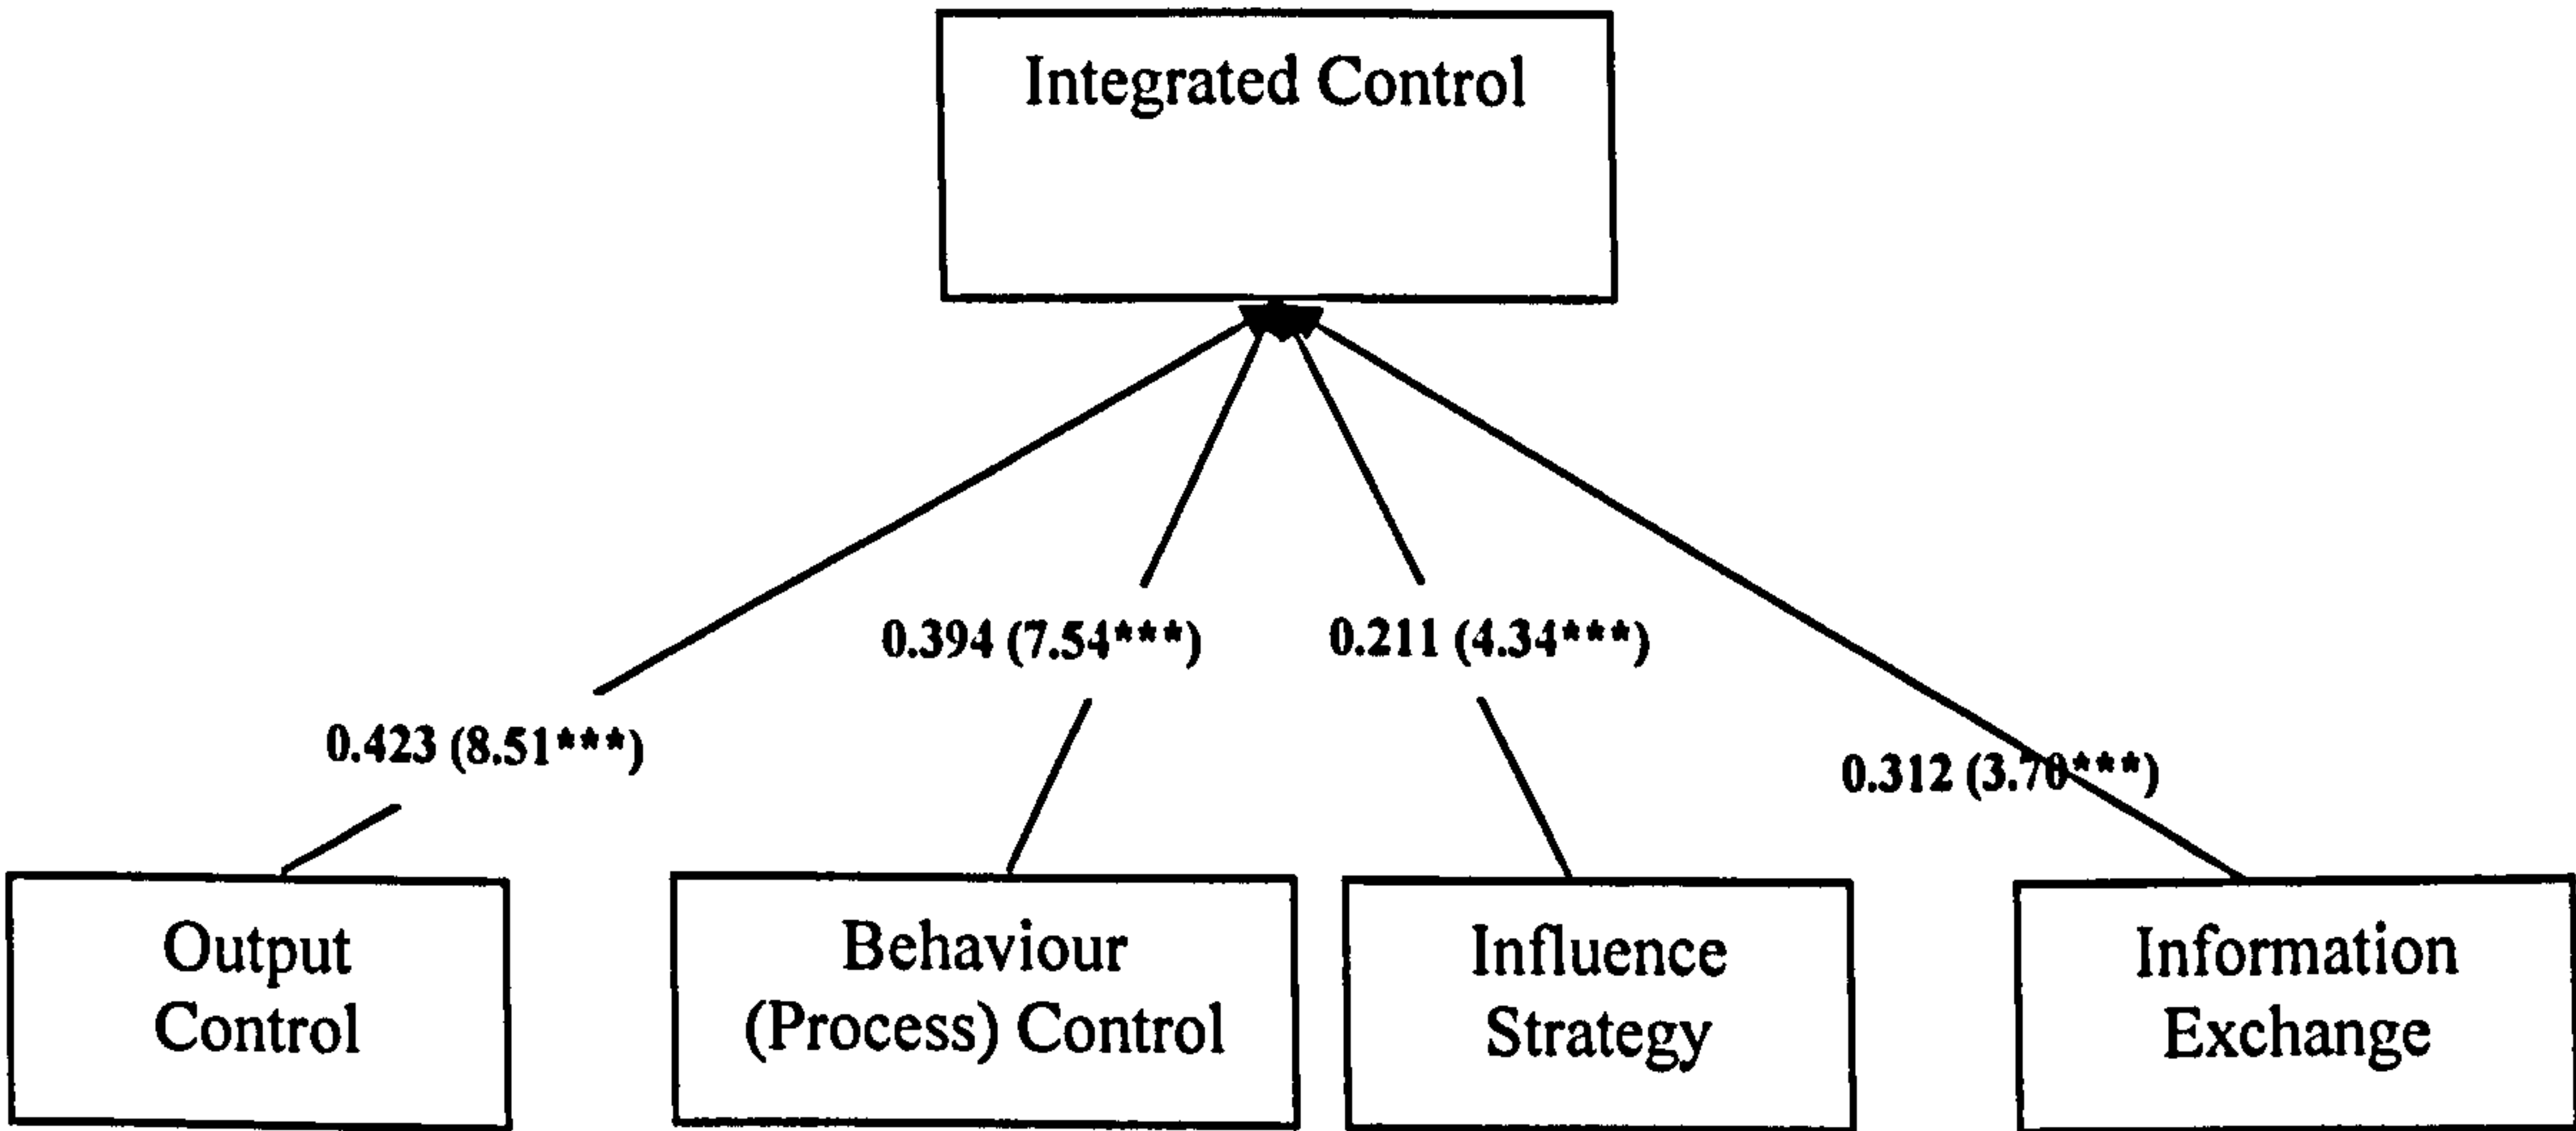 Integrated Control
0.394 (7.54***)
0.211 (4.34***)
0.423 (8.51***)
0.312 (3.70***)
Output
Control
Behaviour
(Process) Control
Influence
Strategy
Information
Exchange